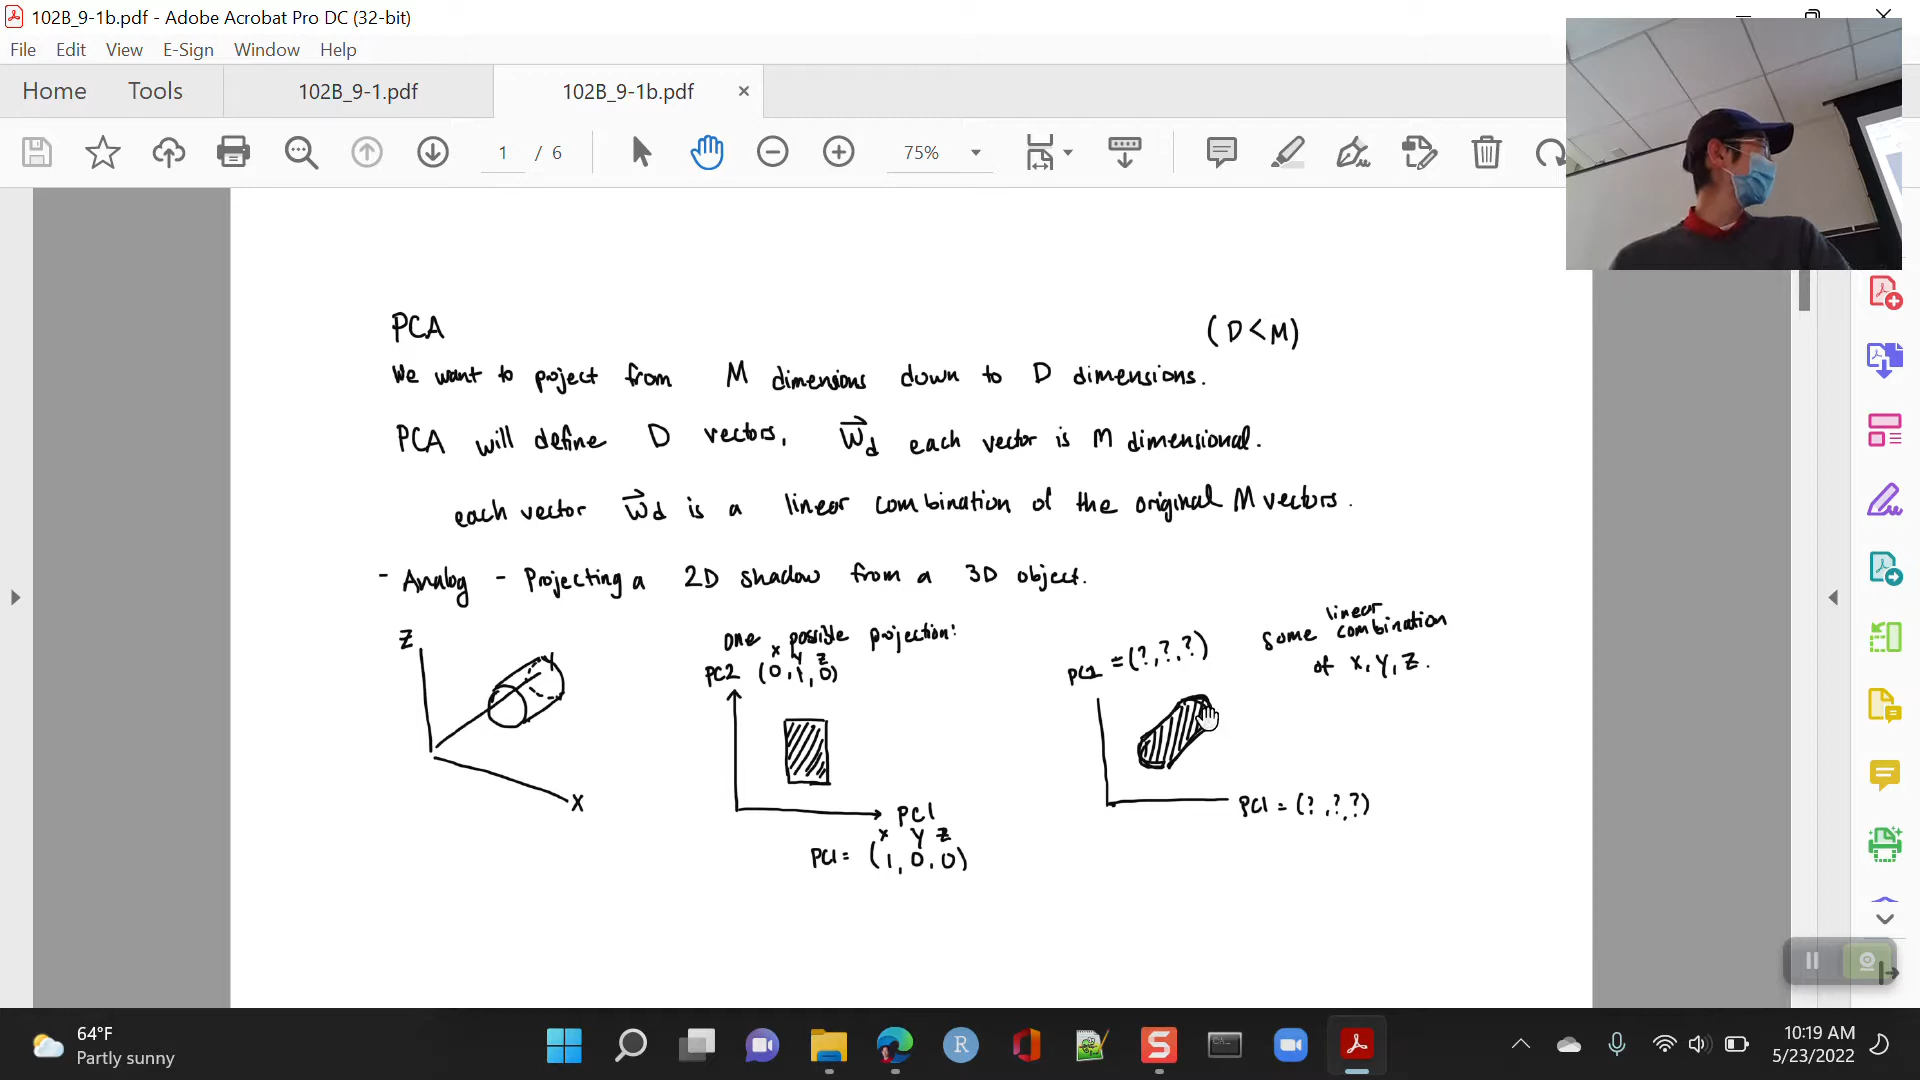 102B_9-1b.pdf - Adobe Acrobat Pro DC (32-bit)
File Edit View E-Sign Window Help
Home Tools 102B_9-1.pdf 102B_9-1b.pdf
1 / 6 75%
PCA (D<M)
We want to project from M dimensions down to D dimensions.
PCA will define D vectors, w⃗d each vector is M dimensional.
each vector w⃗d is a linear combination of the original M vectors.
- Analog - Projecting a 2D shadow from a 3D object.
Z
Y
X
one possible projection:
X Y Z
PC2 (0,1,0)
PC1
X Y Z
PC1= (1,0,0)
=(?,?,?)
PC1 = (?,?,?)
some linear combination
of X, Y, Z.
64°F
Partly sunny
R
S
10:19 AM
5/23/2022